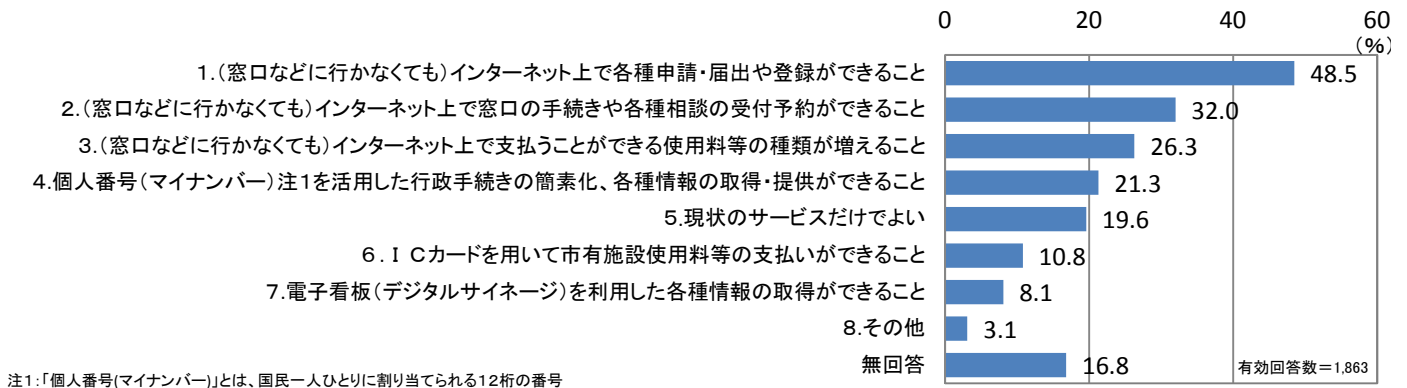 0 20 40 60
(%)
1.(窓口などに行かなくても)インターネット上で各種申請・届出や登録ができること 48.5
2.(窓口などに行かなくても)インターネット上で窓口の手続きや各種相談の受付予約ができること 32.0
3.(窓口などに行かなくても)インターネット上で支払うことができる使用料等の種類が増えること 26.3
4.個人番号(マイナンバー)注1を活用した行政手続きの簡素化、各種情報の取得・提供ができること 21.3
5.現状のサービスだけでよい 19.6
6.ICカードを用いて市有施設使用料等の支払いができること 10.8
7.電子看板(デジタルサイネージ)を利用した各種情報の取得ができること 8.1
8.その他 3.1
無回答 16.8 有効回答数=1,863
注1:「個人番号(マイナンバー)」とは、国民一人ひとりに割り当てられる12桁の番号